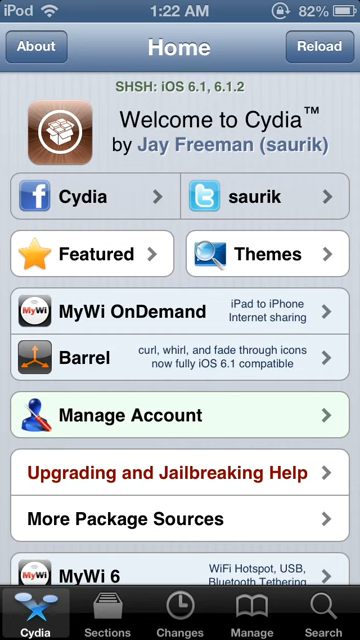 iPod 1:22 AM 82%
About Home Reload
SHSH: iOS 6.1, 6.1.2
Welcome to Cydia™
by Jay Freeman (saurik)
Cydia saurik
Featured Themes
MyWi OnDemand iPad to iPhone
Internet sharing
Barrel curl, whirl, and fade through icons
now fully iOS 6.1 compatible
Manage Account
Upgrading and Jailbreaking Help
More Package Sources
MyWi 6 WiFi Hotspot, USB,
Bluetooth Tethering
Cydia Sections Changes Manage Search
MyWi
MyWi